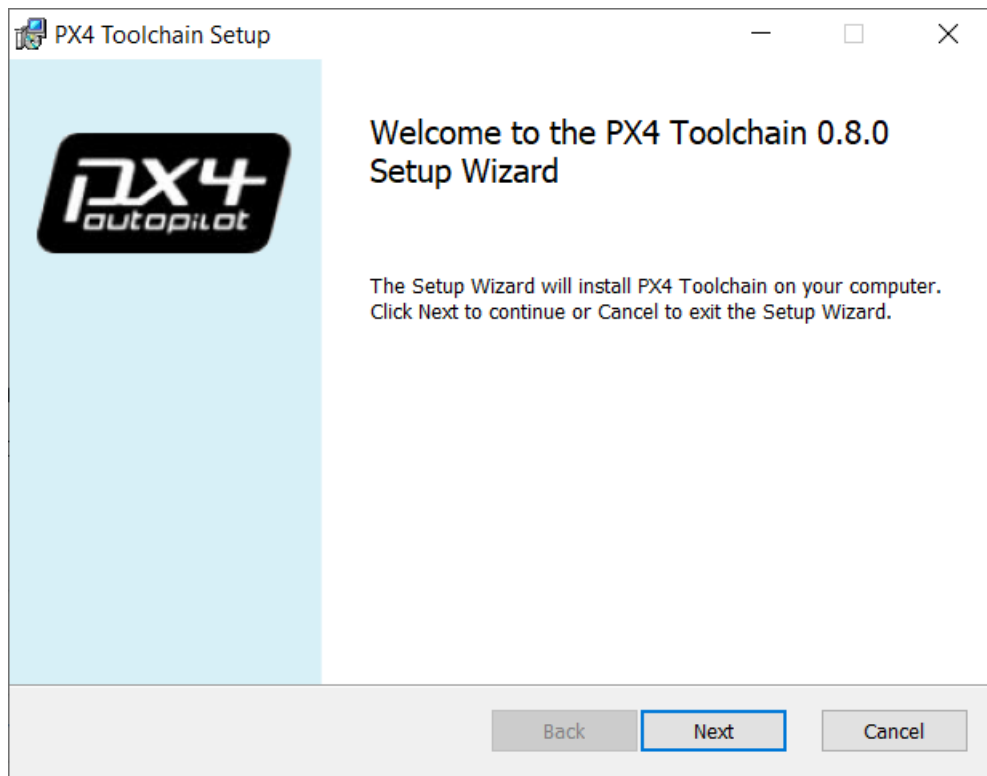 PX4 Toolchain Setup
px4
autopilot
Welcome to the PX4 Toolchain 0.8.0
Setup Wizard
The Setup Wizard will install PX4 Toolchain on your computer.
Click Next to continue or Cancel to exit the Setup Wizard.
Back
Next
Cancel